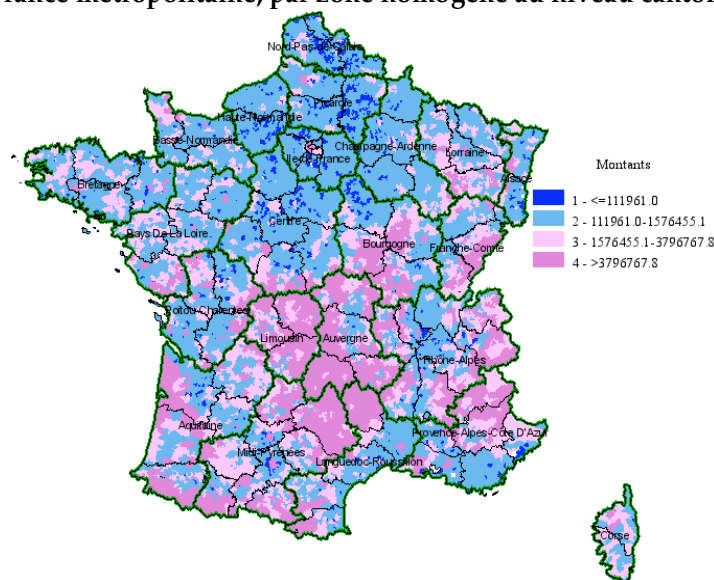 rance métropolitaine, par zone homogène au niveau canton
Nord-Pas-de-Calais
Picardie
Haute-Normandie
Basse-Normandie
Ile-de-France
Champagne-Ardenne
Lorraine
Alsace
Bretagne
Pays De La Loire
Centre
Bourgogne
Franche-Comte
Poitou-Charentes
Limousin
Auvergne
Rhone-Alpes
Aquitaine
Midi-Pyrénées
Languedoc-Roussillon
Provence-Alpes-Côte D'Azur
Corse
Montants
1 - <=111961.0
2 - 111961.0-1576455.1
3 - 1576455.1-3796767.8
4 - >3796767.8